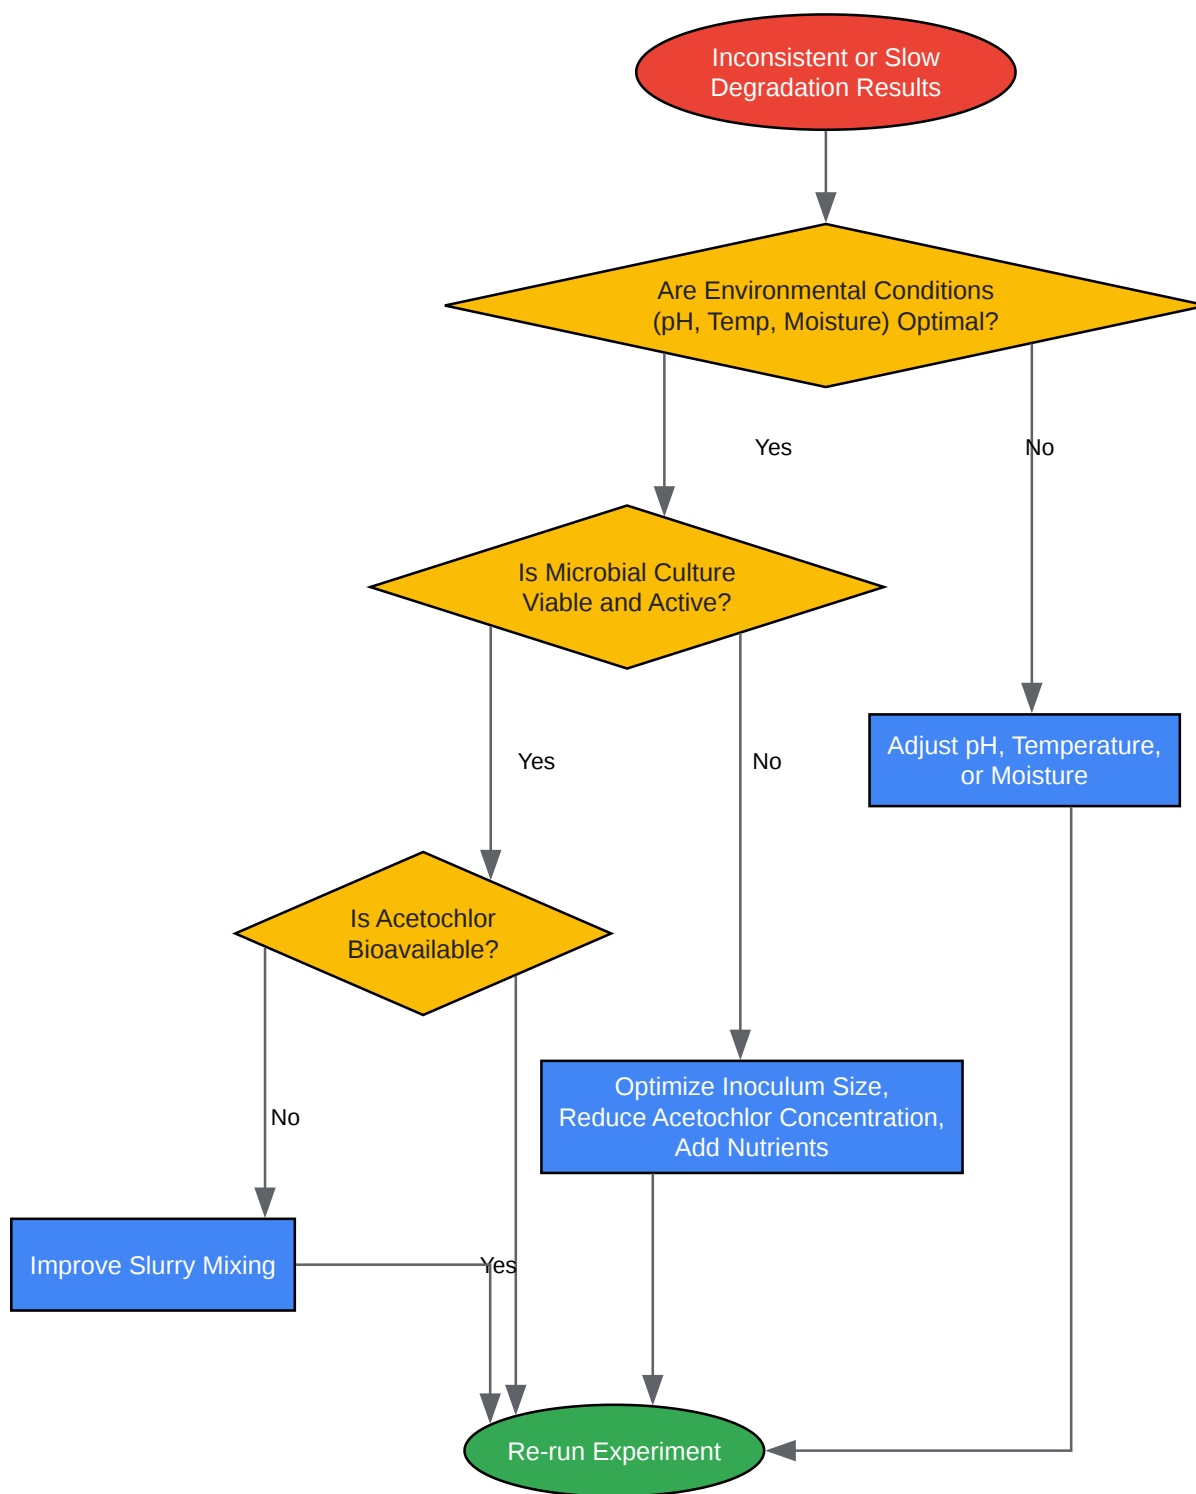 Inconsistent or Slow
Degradation Results
Are Environmental Conditions
(pH, Temp, Moisture) Optimal?
Yes
No
Is Microbial Culture
Viable and Active?
Adjust pH, Temperature,
or Moisture
Yes
No
Is Acetochlor
Bioavailable?
Optimize Inoculum Size,
Reduce Acetochlor Concentration,
Add Nutrients
No
Improve Slurry Mixing
Yes
Re-run Experiment